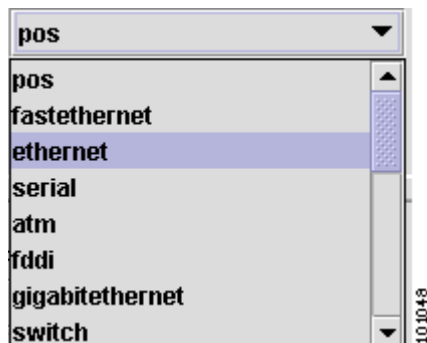 pos
pos
fastethernet
ethernet
serial
atm
fddi
gigabitethernet
switch
101048